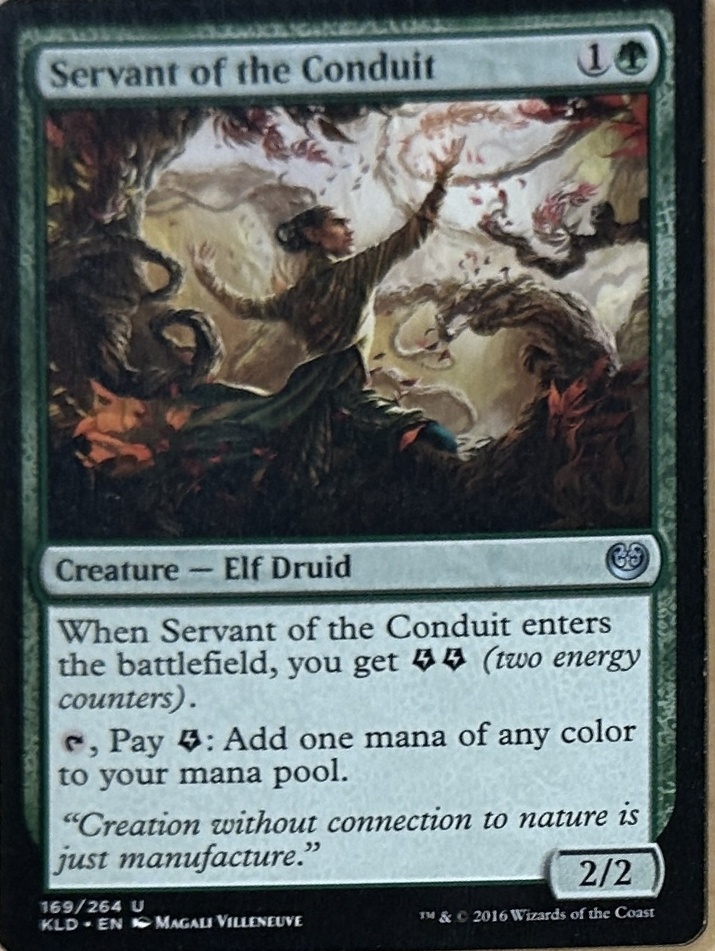 Servant of the Conduit 1
Creature — Elf Druid
When Servant of the Conduit enters
the battlefield, you get (two energy
counters).
, Pay : Add one mana of any color
to your mana pool.
“Creation without connection to nature is
just manufacture.”
2/2
169/264 U
KLD • EN MAGALI VILLENEUVE
™ & © 2016 Wizards of the Coast